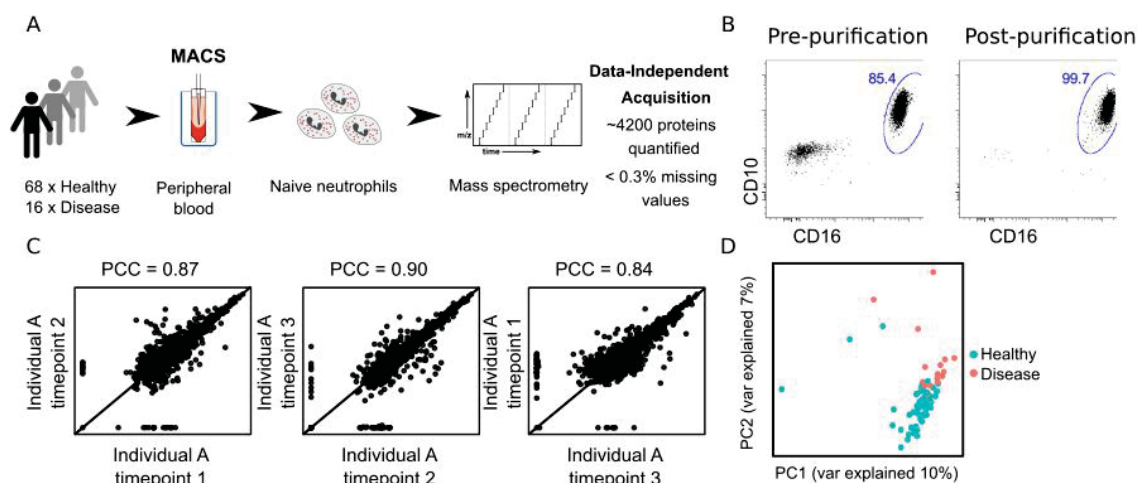 A
MACS
68 x Healthy
16 x Disease
Peripheral
blood
Naive neutrophils
m/z
time
Mass spectrometry
Data-Independent
Acquisition
~4200 proteins
quantified
< 0.3% missing
values
B
Pre-purification
Post-purification
85.4
99.7
CD10
CD16
CD16
C
PCC = 0.87
PCC = 0.90
PCC = 0.84
Individual A
timepoint 2
Individual A
timepoint 1
Individual A
timepoint 3
Individual A
timepoint 2
Individual A
timepoint 1
Individual A
timepoint 3
D
PC2 (var explained 7%)
PC1 (var explained 10%)
Healthy
Disease